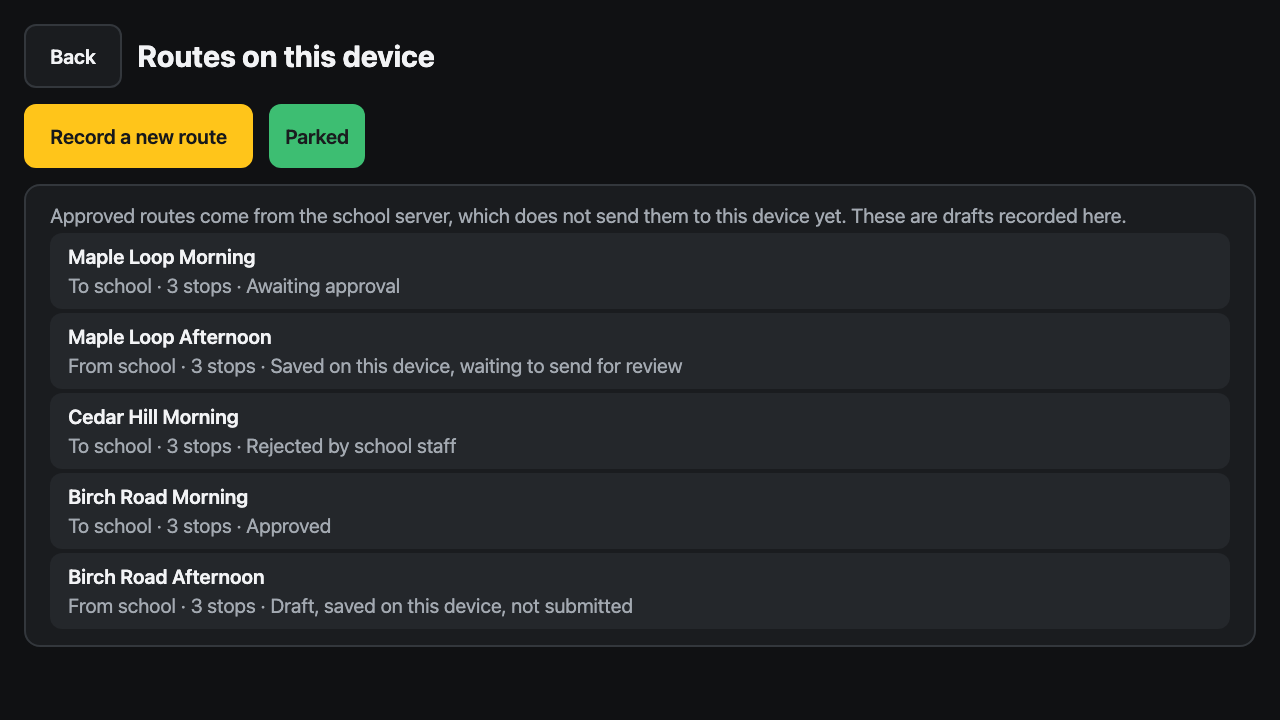 Back
Routes on this device
Record a new route
Parked
Approved routes come from the school server, which does not send them to this device yet. These are drafts recorded here.
Maple Loop Morning
To school · 3 stops · Awaiting approval
Maple Loop Afternoon
From school · 3 stops · Saved on this device, waiting to send for review
Cedar Hill Morning
To school · 3 stops · Rejected by school staff
Birch Road Morning
To school · 3 stops · Approved
Birch Road Afternoon
From school · 3 stops · Draft, saved on this device, not submitted